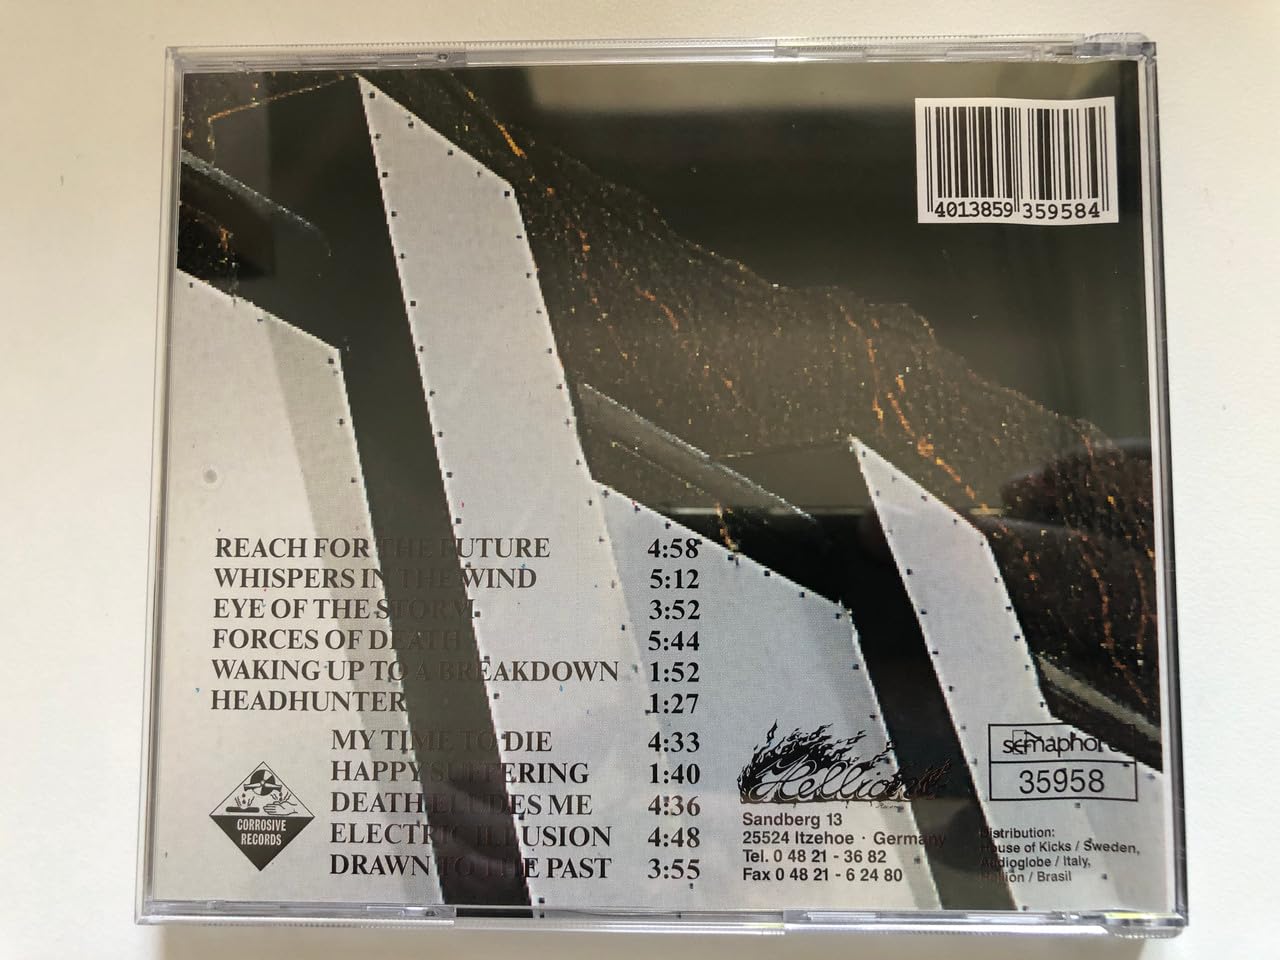 4013859 359584
REACH FOR THE FUTURE 4:58
WHISPERS IN THE WIND 5:12
EYE OF THE STORM 3:52
FORCES OF DEATH 5:44
WAKING UP TO A BREAKDOWN 1:52
HEADHUNTER 1:27
MY TIME TO DIE 4:33
HAPPY SUFFERING 1:40
DEATH ELUDES ME 4:36
ELECTRIC ILLUSION 4:48
DRAWN TO THE PAST 3:55
CORROSIVE
RECORDS
Hellion
Records
Sandberg 13
25524 Itzehoe · Germany
Tel. 0 48 21 - 36 82
Fax 0 48 21 - 6 24 80
semaphore
35958
Distribution:
House of Kicks / Sweden,
Audioglobe / Italy,
Hellion / Brasil